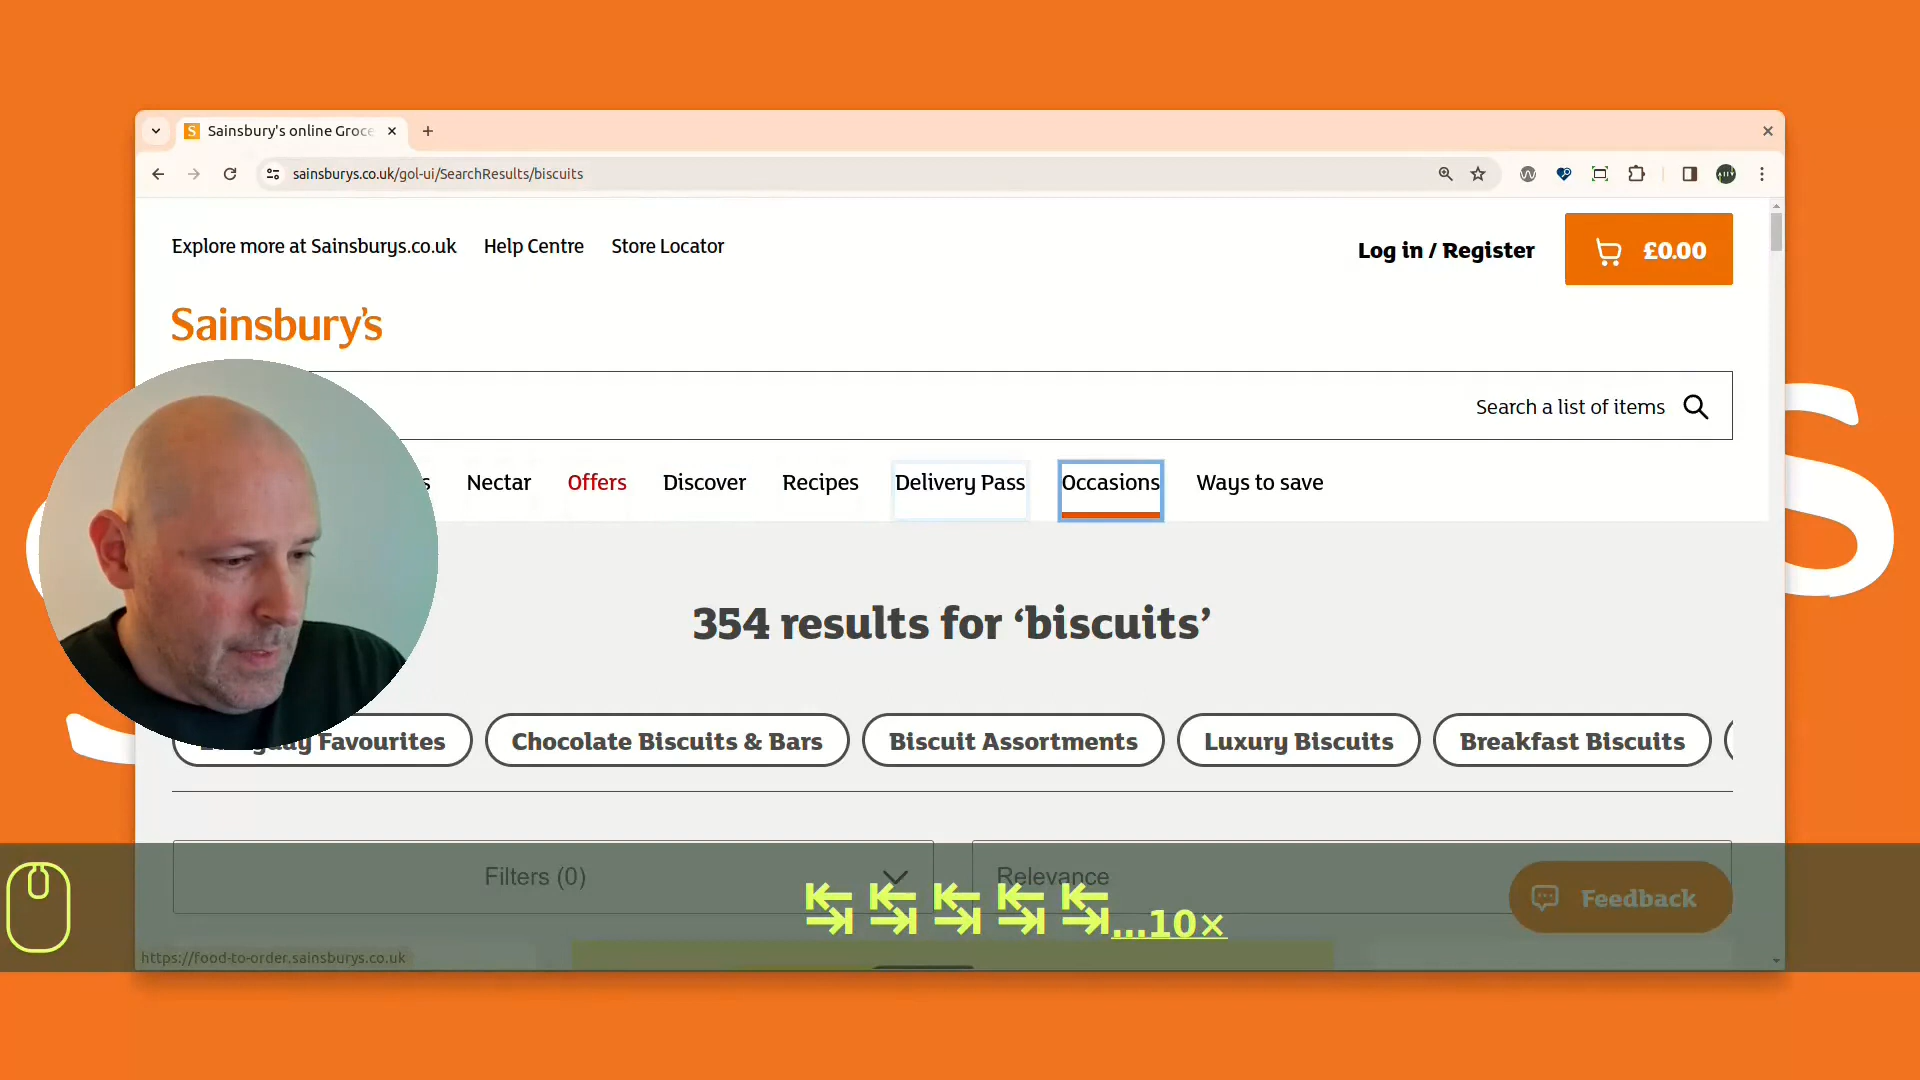 Sainsbury's online Groce
sainsburys.co.uk/gol-ui/SearchResults/biscuits
Explore more at Sainsburys.co.uk Help Centre Store Locator
Log in / Register £0.00
Sainsbury's
Search a list of items
Nectar Offers Discover Recipes Delivery Pass Occasions Ways to save
354 results for ‘biscuits’
Favourites Chocolate Biscuits & Bars Biscuit Assortments Luxury Biscuits Breakfast Biscuits
Filters (0) Relevance
Feedback
...10×
https://food-to-order.sainsburys.co.uk